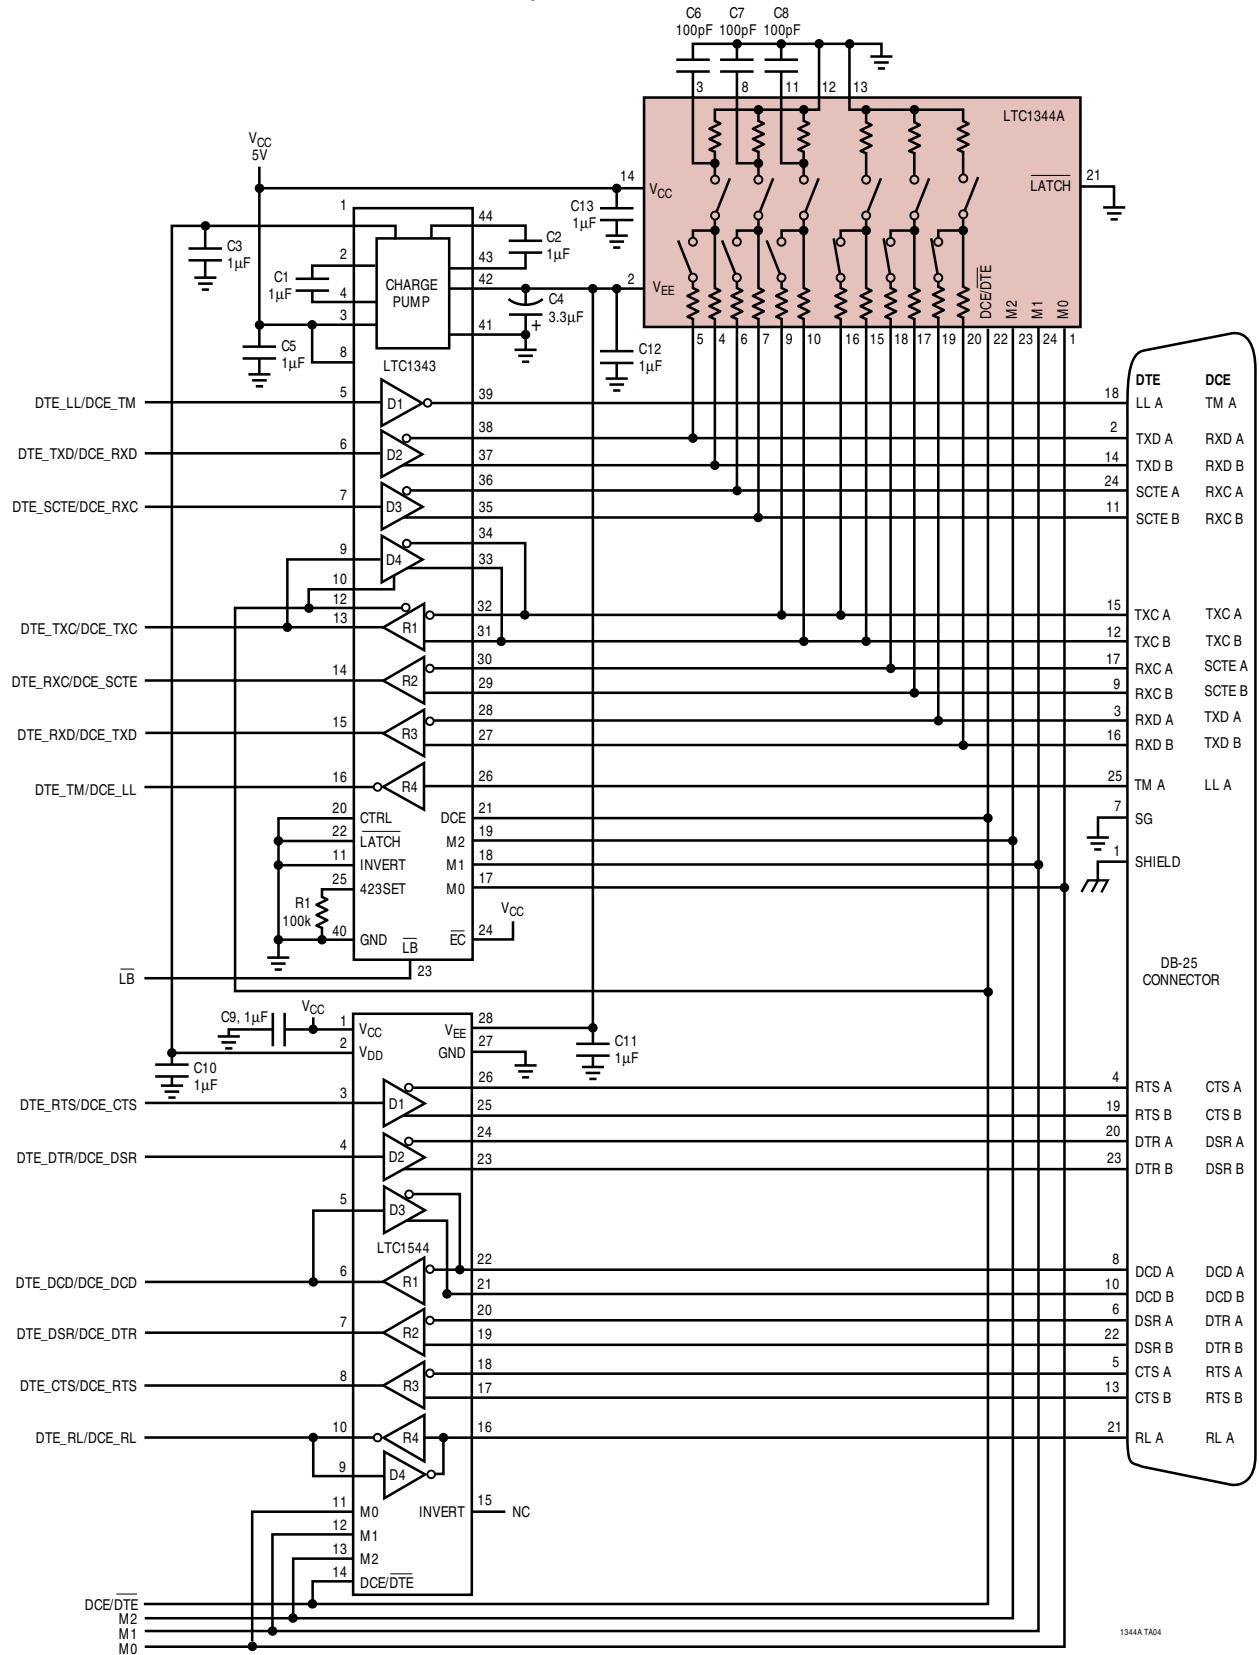 C6 C7 C8
100pF 100pF 100pF
3 8 11 12 13
LTC1344A
VCC
5V
14
VCC
LATCH
21
C13
1µF
1
44
C3
1µF
C2
1µF
2
43
C1
1µF
CHARGE
PUMP
42
2
VEE
DCE/DTE
M2
M1
M0
4
C4
3.3µF
+
3
41
C5
1µF
8
LTC1343
C12
1µF
5 4 6 7 9 10 16 15 18 17 19 20 22 23 24 1
DTE DCE
DTE_LL/DCE_TM 5 D1 39 18 LL A TM A
38 2 TXD A RXD A
DTE_TXD/DCE_RXD 6 D2
37 14 TXD B RXD B
36 24 SCTE A RXC A
DTE_SCTE/DCE_RXC 7 D3
35 11 SCTE B RXC B
34
9 D4
33
10
12
32 15 TXC A TXC A
DTE_TXC/DCE_TXC 13 R1
31 12 TXC B TXC B
30 17 RXC A SCTE A
DTE_RXC/DCE_SCTE 14 R2
29 9 RXC B SCTE B
28 3 RXD A TXD A
DTE_RXD/DCE_TXD 15 R3
27 16 RXD B TXD B
DTE_TM/DCE_LL 16 R4 26 25 TM A LL A
20 CTRL DCE 21
7 SG
22 LATCH M2 19
11 INVERT M1 18
1 SHIELD
25 423SET M0 17
R1
100k
VCC
40 GND LB EC 24
LB 23
DB-25
CONNECTOR
C9, 1µF VCC
1 VCC VEE 28
2 VDD GND 27
C11
1µF
C10
1µF
26 4 RTS A CTS A
DTE_RTS/DCE_CTS 3 D1
25 19 RTS B CTS B
24 20 DTR A DSR A
DTE_DTR/DCE_DSR 4 D2
23 23 DTR B DSR B
5 D3
LTC1544
22 8 DCD A DCD A
DTE_DCD/DCE_DCD 6 R1
21 10 DCD B DCD B
20 6 DSR A DTR A
DTE_DSR/DCE_DTR 7 R2
19 22 DSR B DTR B
18 5 CTS A RTS A
DTE_CTS/DCE_RTS 8 R3
17 13 CTS B RTS B
DTE_RL/DCE_RL 10 R4 16 21 RL A RL A
9 D4
11 M0 INVERT 15 NC
12 M1
13 M2
14 DCE/DTE
DCE/DTE
M2
M1
M0
1344A TA04